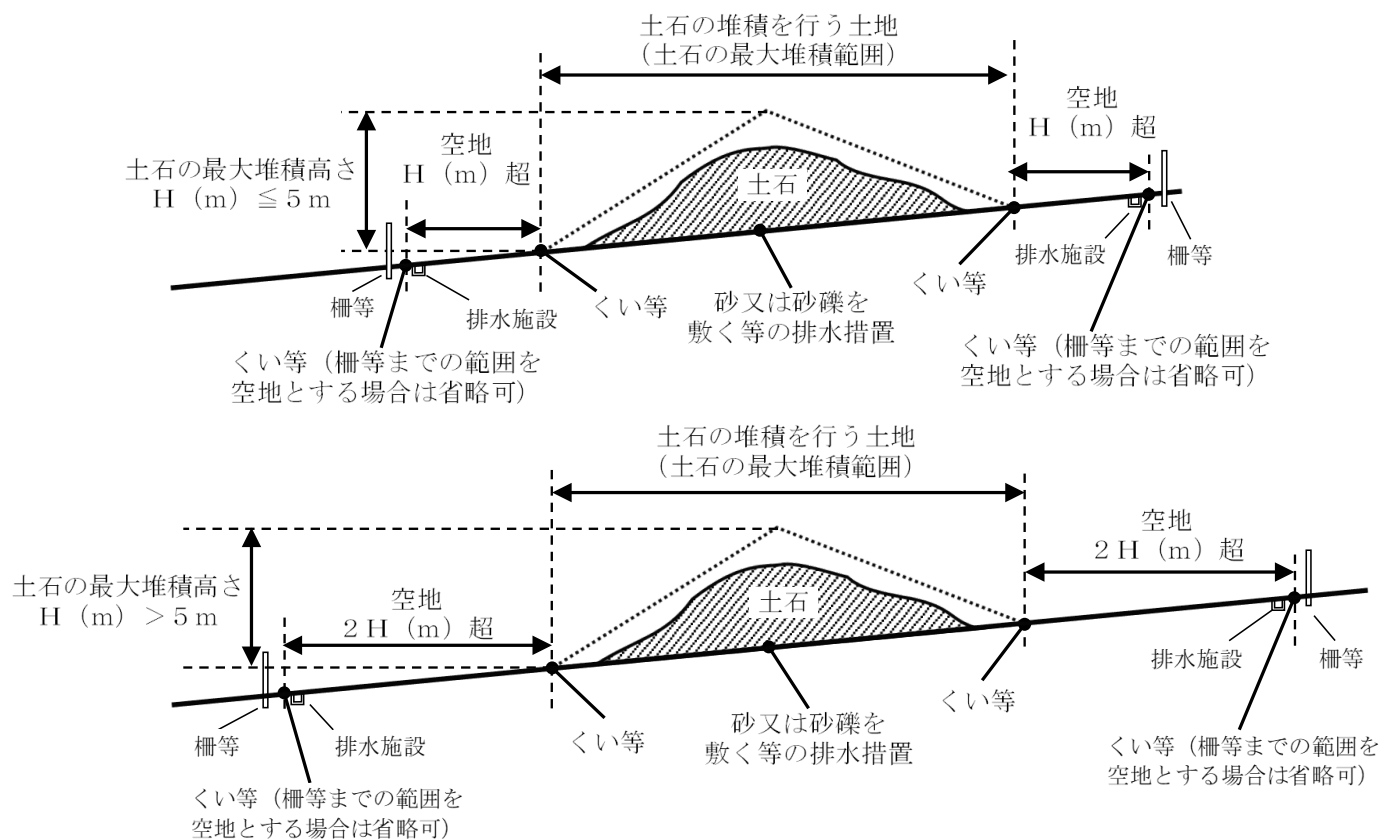 土石の堆積を行う土地
（土石の最大堆積範囲）
空地
Ｈ（m）超
空地
Ｈ（m）超
土石の最大堆積高さ
Ｈ（m）≦５m
土石
柵等
排水施設
くい等
砂又は砂礫を
敷く等の排水措置
くい等
排水施設
柵等
くい等（柵等までの範囲を
空地とする場合は省略可）
くい等（柵等までの範囲を
空地とする場合は省略可）
土石の堆積を行う土地
（土石の最大堆積範囲）
空地
２Ｈ（m）超
土石の最大堆積高さ
Ｈ（m）＞５m
空地
２Ｈ（m）超
土石
柵等
排水施設
くい等
砂又は砂礫を
敷く等の排水措置
くい等
排水施設
柵等
くい等（柵等までの範囲を
空地とする場合は省略可）
くい等（柵等までの範囲を
空地とする場合は省略可）